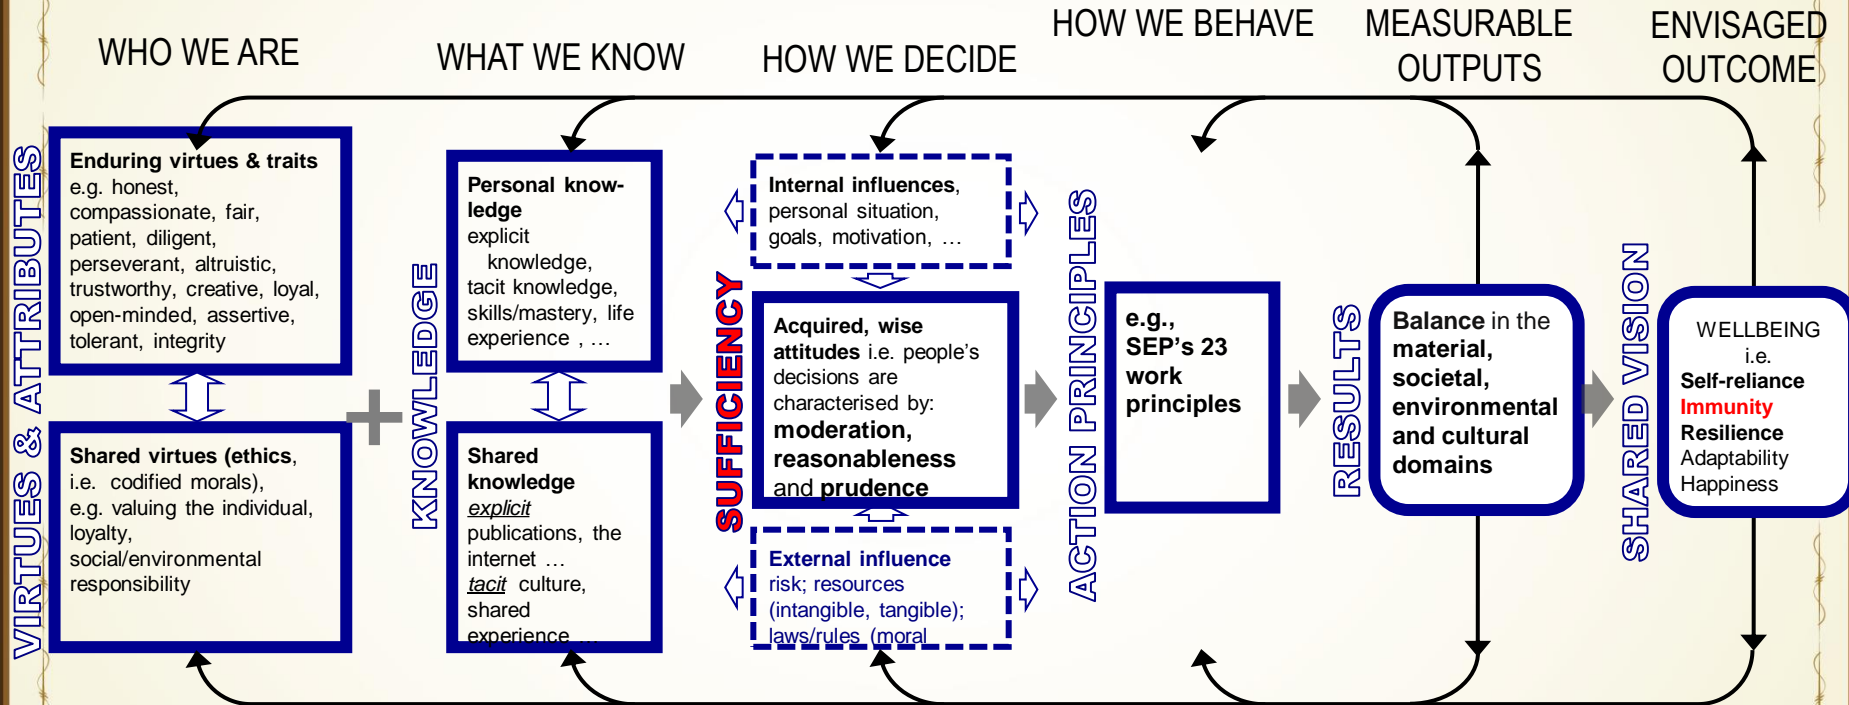 WHO WE ARE
WHAT WE KNOW
HOW WE DECIDE
HOW WE BEHAVE
MEASURABLE
OUTPUTS
ENVISAGED
OUTCOME
VIRTUES & ATTRIBUTES
Enduring virtues & traits
e.g. honest,
compassionate, fair,
patient, diligent,
perseverant, altruistic,
trustworthy, creative, loyal,
open-minded, assertive,
tolerant, integrity
Shared virtues (ethics,
i.e. codified morals),
e.g. valuing the individual,
loyalty,
social/environmental
responsibility
KNOWLEDGE
Personal know-
ledge
explicit
knowledge,
tacit knowledge,
skills/mastery, life
experience , …
Shared
knowledge
explicit
publications, the
internet …
tacit culture,
shared
experience …
SUFFICIENCY
Internal influences,
personal situation,
goals, motivation, …
Acquired, wise
attitudes i.e. people's
decisions are
characterised by:
moderation,
reasonableness
and prudence
External influence
risk; resources
(intangible, tangible);
laws/rules (moral
ACTION PRINCIPLES
e.g.,
SEP's 23
work
principles
RESULTS
Balance in the
material,
societal,
environmental
and cultural
domains
SHARED VISION
WELLBEING
i.e.
Self-reliance
Immunity
Resilience
Adaptability
Happiness